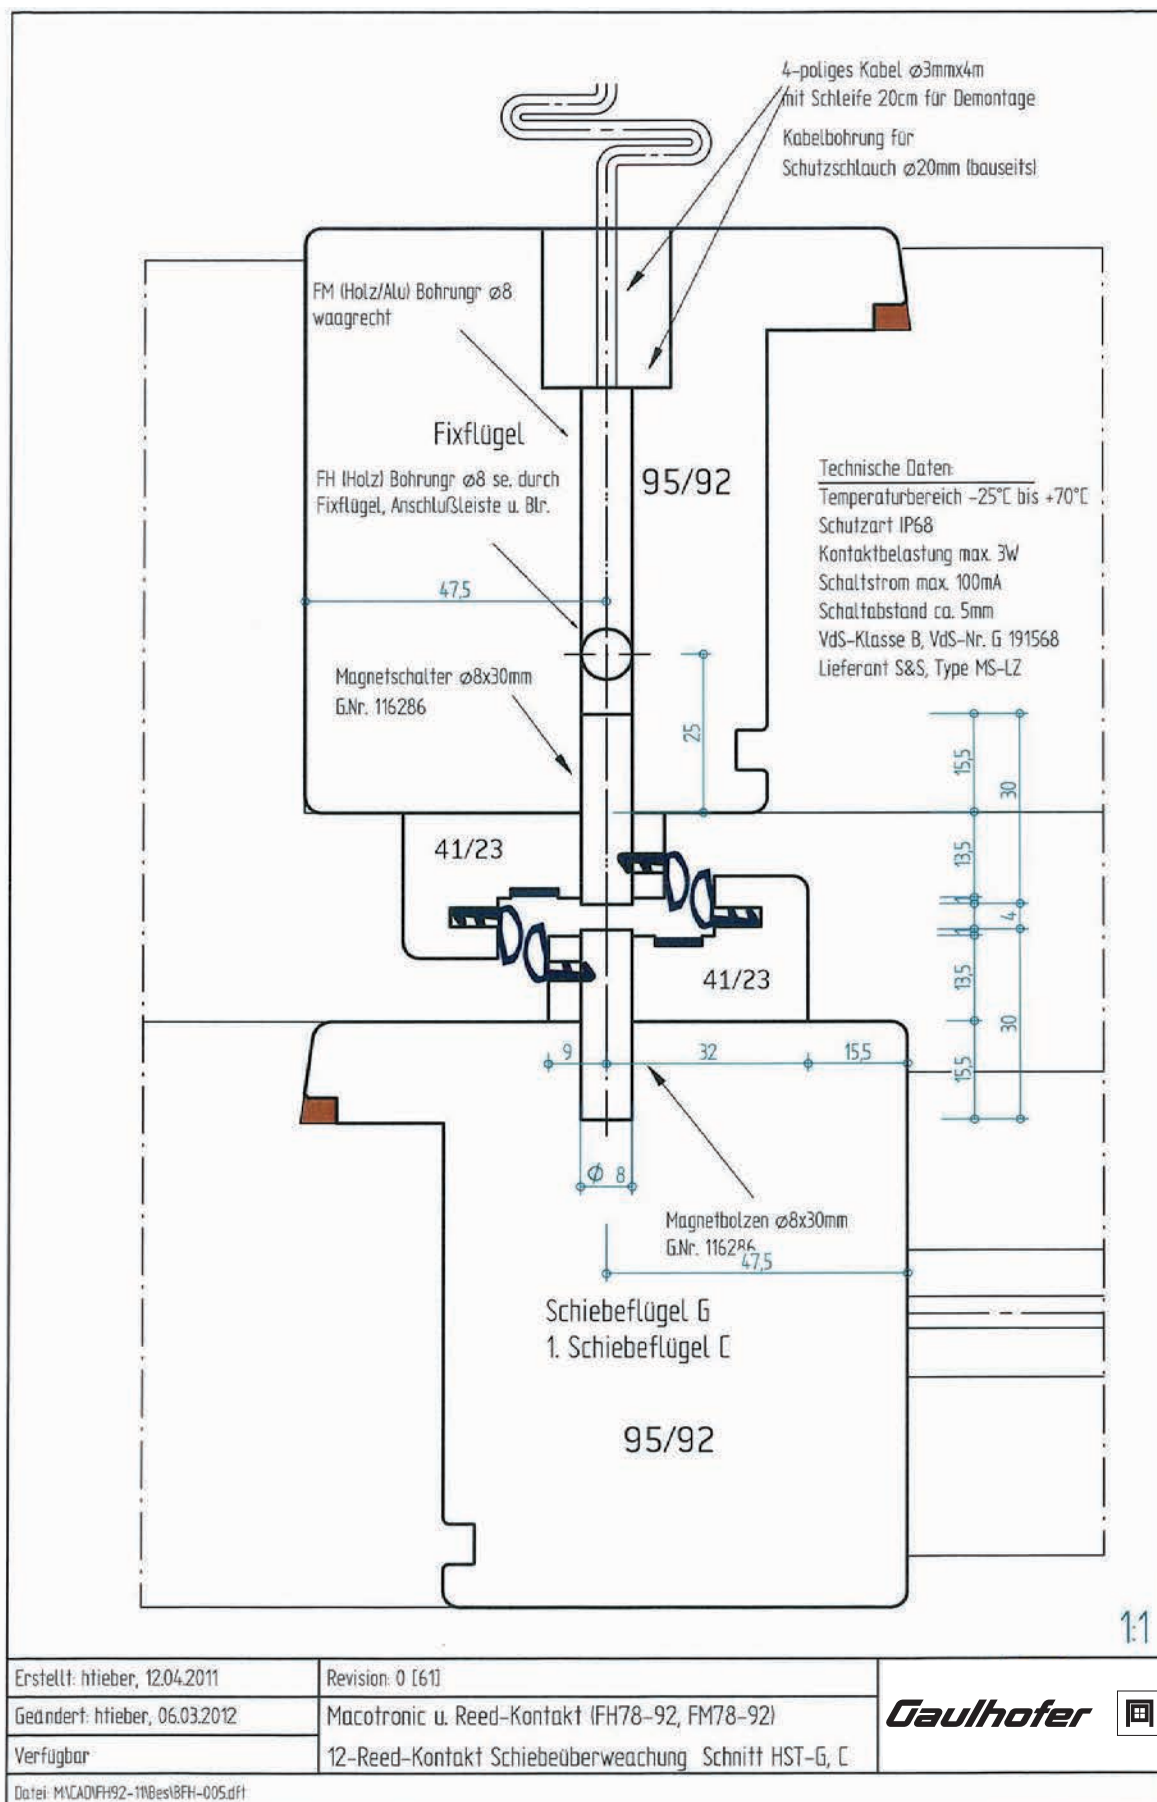 4-poliges Kabel ⌀3mmx4m
mit Schleife 20cm für Demontage
Kabelbohrung für
Schutzschlauch ⌀20mm (bauseits)
FM (Holz/Alu) Bohrungr ⌀8
waagrecht
Fixflügel
95/92
FH (Holz) Bohrungr ⌀8 se. durch
Fixflügel, Anschlußleiste u. Blr.
Technische Daten:
Temperaturbereich -25°C bis +70°C
Schutzart IP68
Kontaktbelastung max. 3W
Schaltstrom max. 100mA
Schaltabstand ca. 5mm
VdS-Klasse B, VdS-Nr. G 191568
Lieferant S&S, Type MS-LZ
47,5
Magnetschalter ⌀8x30mm
G.Nr. 116286
25
15,5
30
13,5
1
4
1
13,5
30
15,5
41/23
41/23
9
32
15,5
⌀ 8
Magnetbolzen ⌀8x30mm
G.Nr. 116286
47,5
Schiebeflügel G
1. Schiebeflügel C
95/92
1:1
Erstellt: htieber, 12.04.2011
Revision: 0 [61]
Geändert: htieber, 06.03.2012
Macotronic u. Reed-Kontakt (FH78-92, FM78-92)
Verfügbar
12-Reed-Kontakt Schiebeüberweachung Schnitt HST-G, C
Gaulhofer
Datei: M:\CAD\FH92-11\Bes\BFH-005.dft